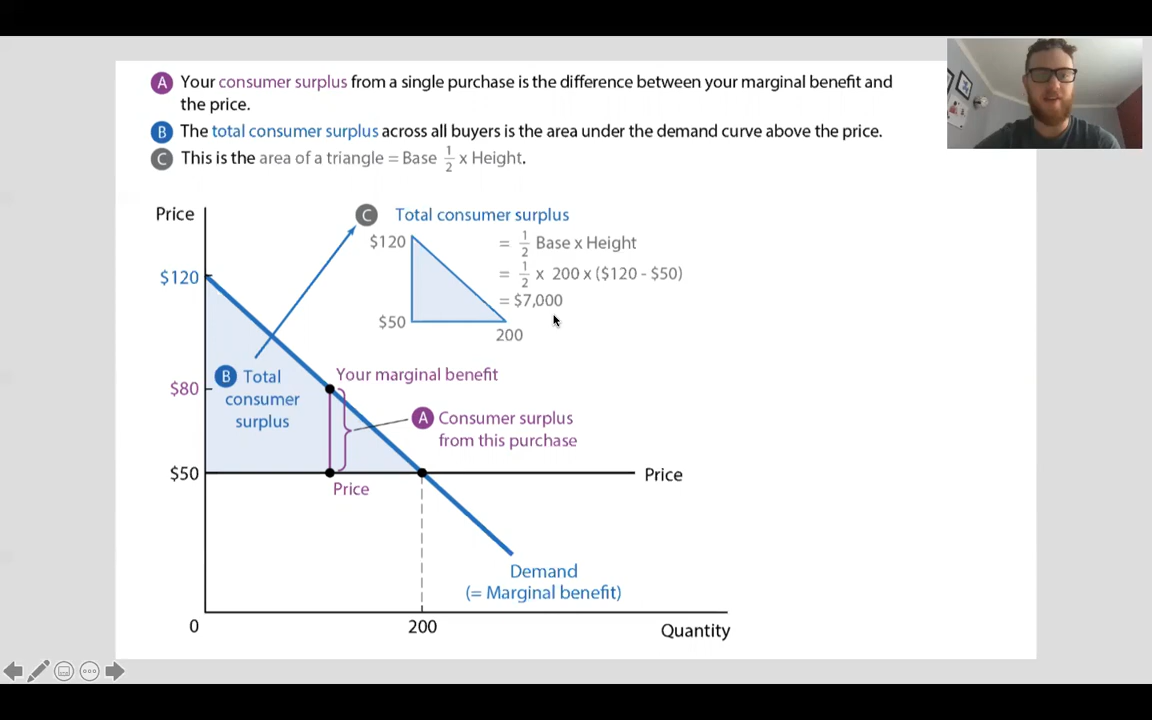 A Your consumer surplus from a single purchase is the difference between your marginal benefit and
the price.
B The total consumer surplus across all buyers is the area under the demand curve above the price.
C This is the area of a triangle = Base 1/2 x Height.
Price
C Total consumer surplus
$120
= 1/2 Base x Height
= 1/2 x 200 x ($120 - $50)
= $7,000
$50
200
$120
$80
B Total
consumer
surplus
Your marginal benefit
A Consumer surplus
from this purchase
$50
Price
Price
Demand
(= Marginal benefit)
0
200
Quantity